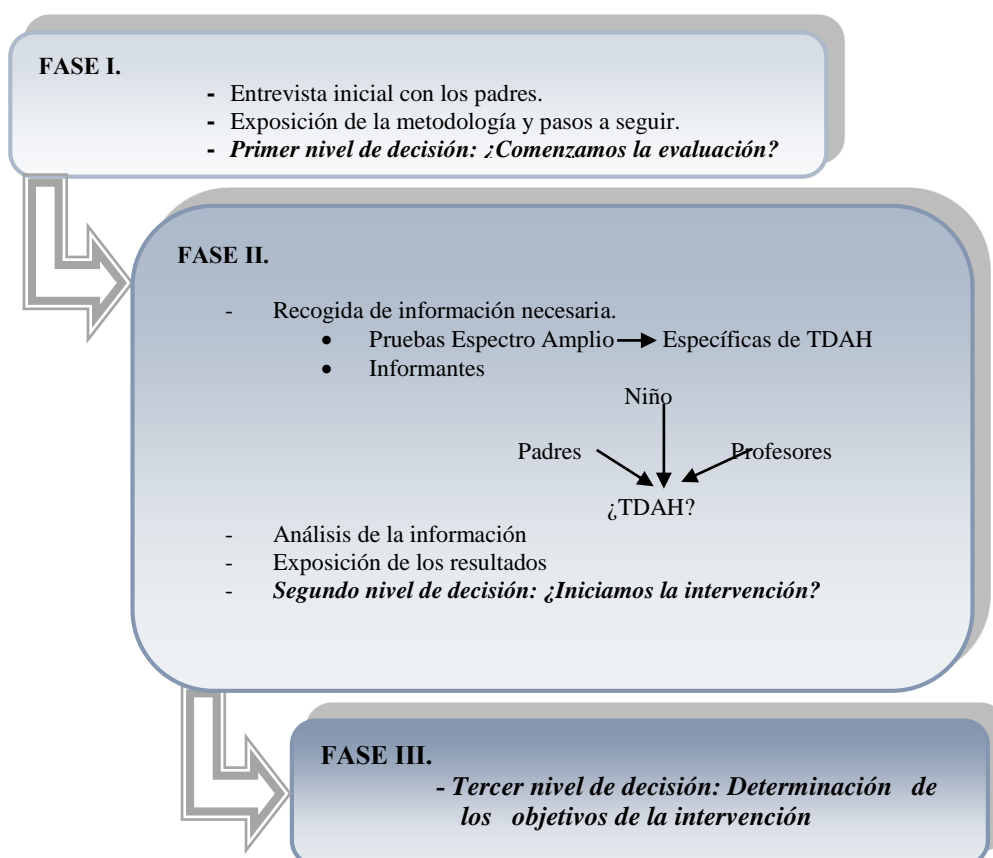 FASE I.
- Entrevista inicial con los padres.
- Exposición de la metodología y pasos a seguir.
- Primer nivel de decisión: ¿Comenzamos la evaluación?
FASE II.
- Recogida de información necesaria.
• Pruebas Espectro Amplio → Específicas de TDAH
• Informantes
Niño
Padres Profesores
¿TDAH?
- Análisis de la información
- Exposición de los resultados
- Segundo nivel de decisión: ¿Iniciamos la intervención?
FASE III.
- Tercer nivel de decisión: Determinación de
los objetivos de la intervención